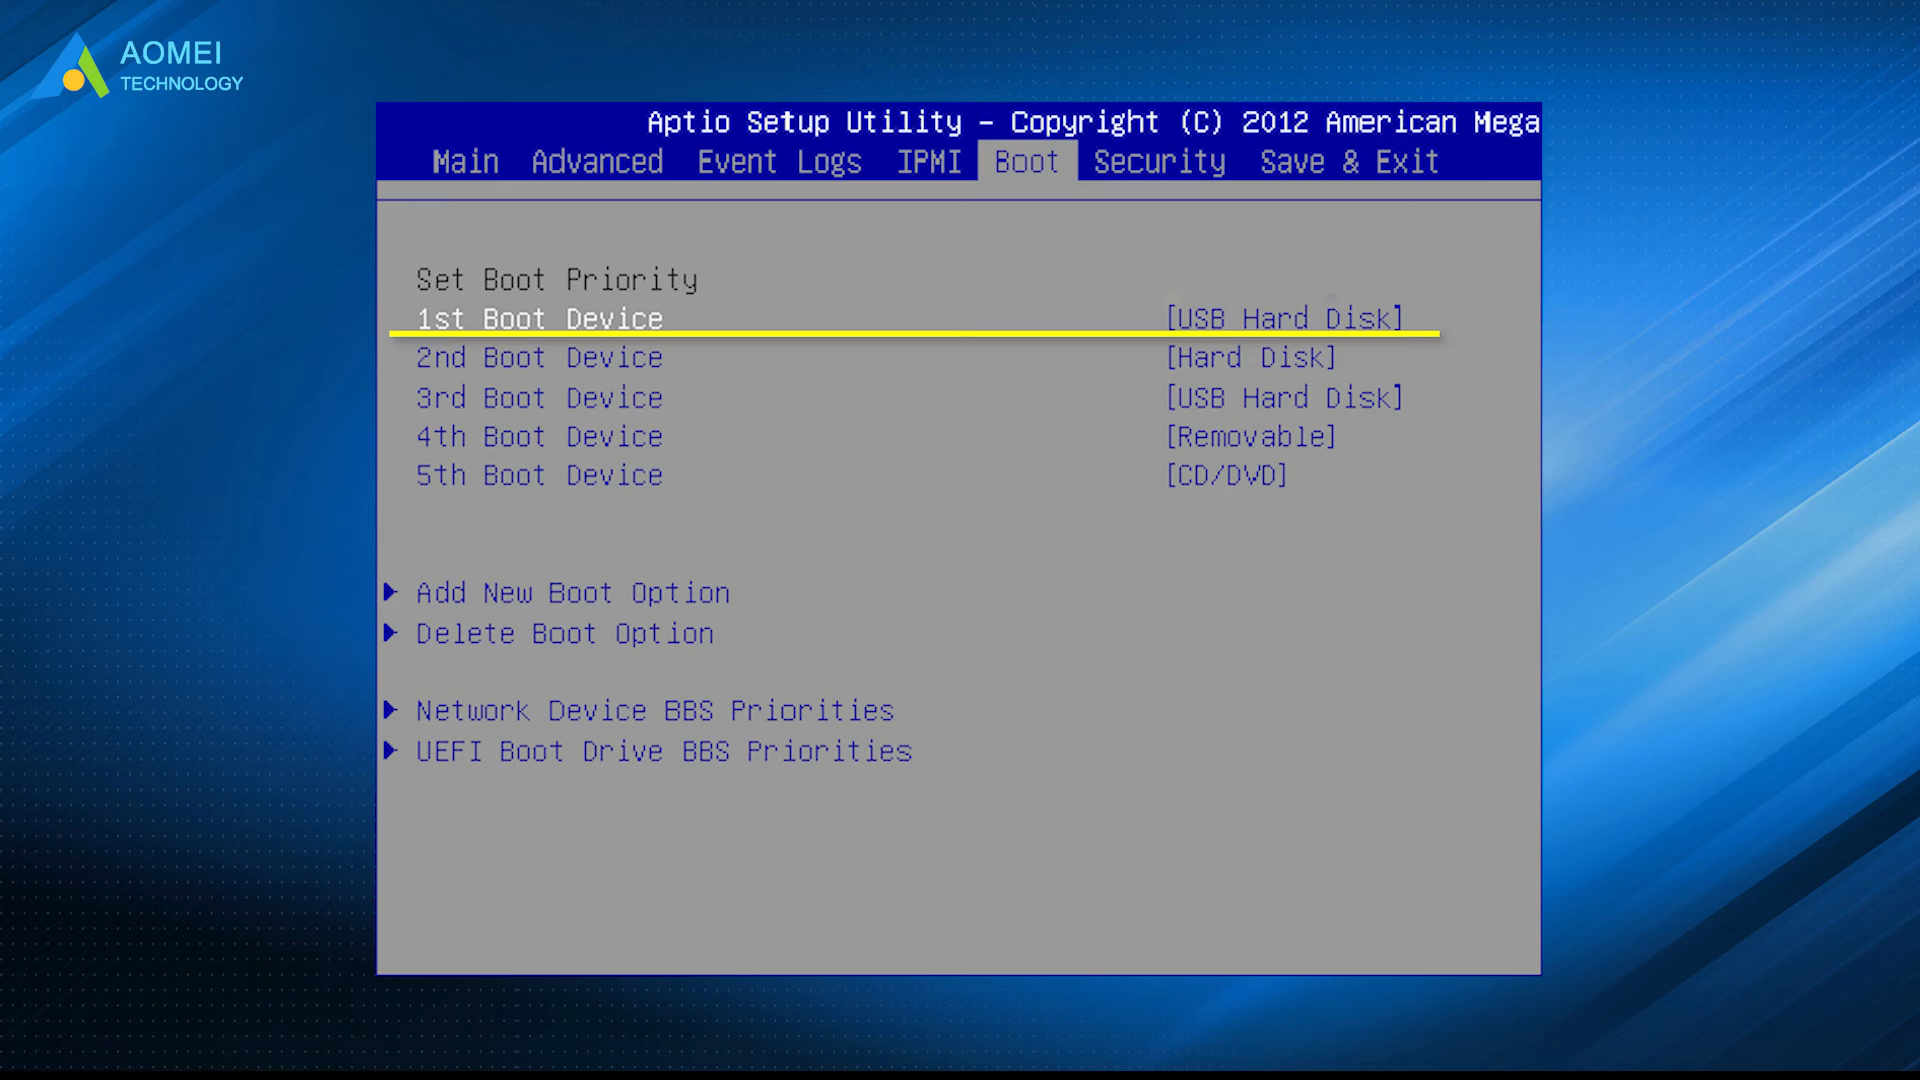 AOMEI
TECHNOLOGY
Aptio Setup Utility – Copyright (C) 2012 American Mega
Main Advanced Event Logs IPMI Boot Security Save & Exit
Set Boot Priority
1st Boot Device [USB Hard Disk]
2nd Boot Device [Hard Disk]
3rd Boot Device [USB Hard Disk]
4th Boot Device [Removable]
5th Boot Device [CD/DVD]
Add New Boot Option
Delete Boot Option
Network Device BBS Priorities
UEFI Boot Drive BBS Priorities